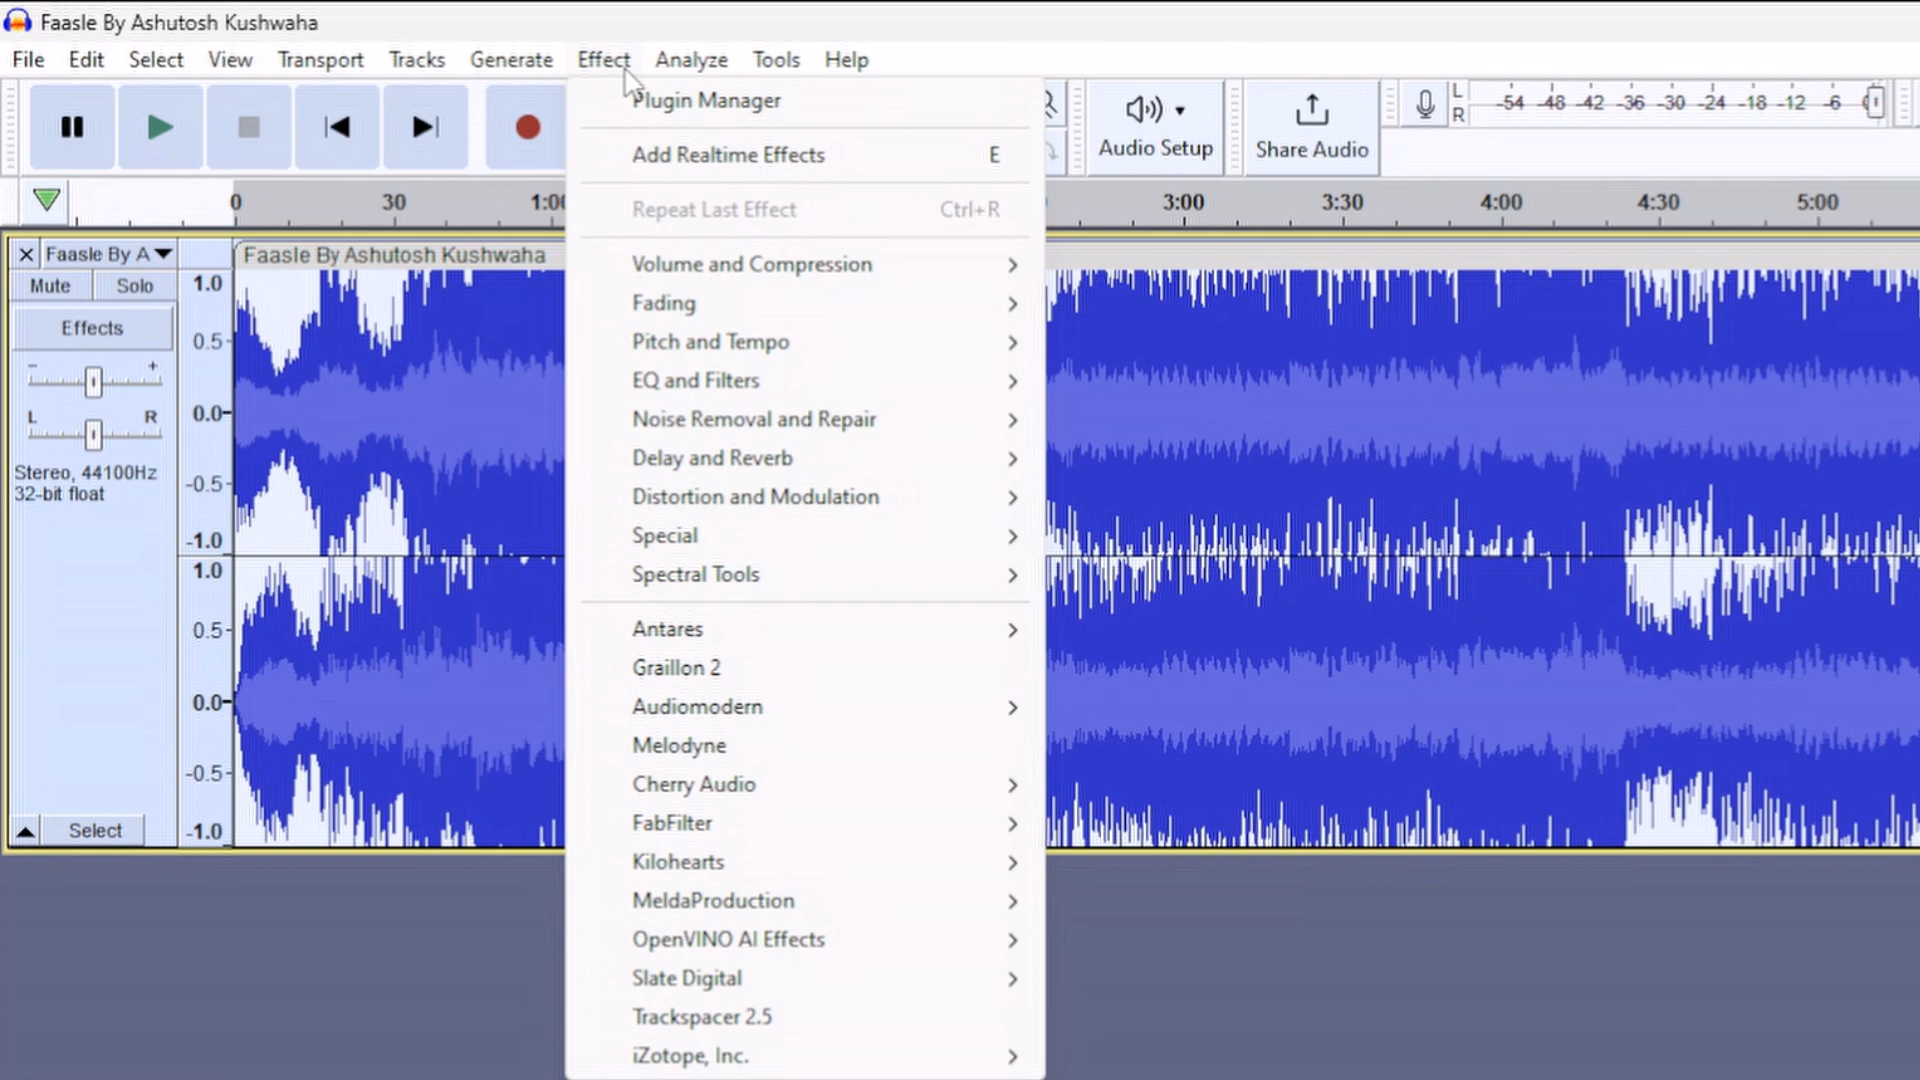 Faasle By Ashutosh Kushwaha
File Edit Select View Transport Tracks Generate Effect Analyze Tools Help
Plugin Manager
Add Realtime Effects E
Repeat Last Effect Ctrl+R
Volume and Compression
Fading
Pitch and Tempo
EQ and Filters
Noise Removal and Repair
Delay and Reverb
Distortion and Modulation
Special
Spectral Tools
Antares
Graillon 2
Audiomodern
Melodyne
Cherry Audio
FabFilter
Kilohearts
MeldaProduction
OpenVINO AI Effects
Slate Digital
Trackspacer 2.5
iZotope, Inc.
Audio Setup
Share Audio
L
R
-54 -48 -42 -36 -30 -24 -18 -12 -6
0 30 1:00 3:00 3:30 4:00 4:30 5:00
Faasle By A
Faasle By Ashutosh Kushwaha
Mute Solo
Effects
- +
L R
Stereo, 44100Hz
32-bit float
Select
1.0
0.5
0.0
-0.5
-1.0
1.0
0.5
0.0
-0.5
-1.0